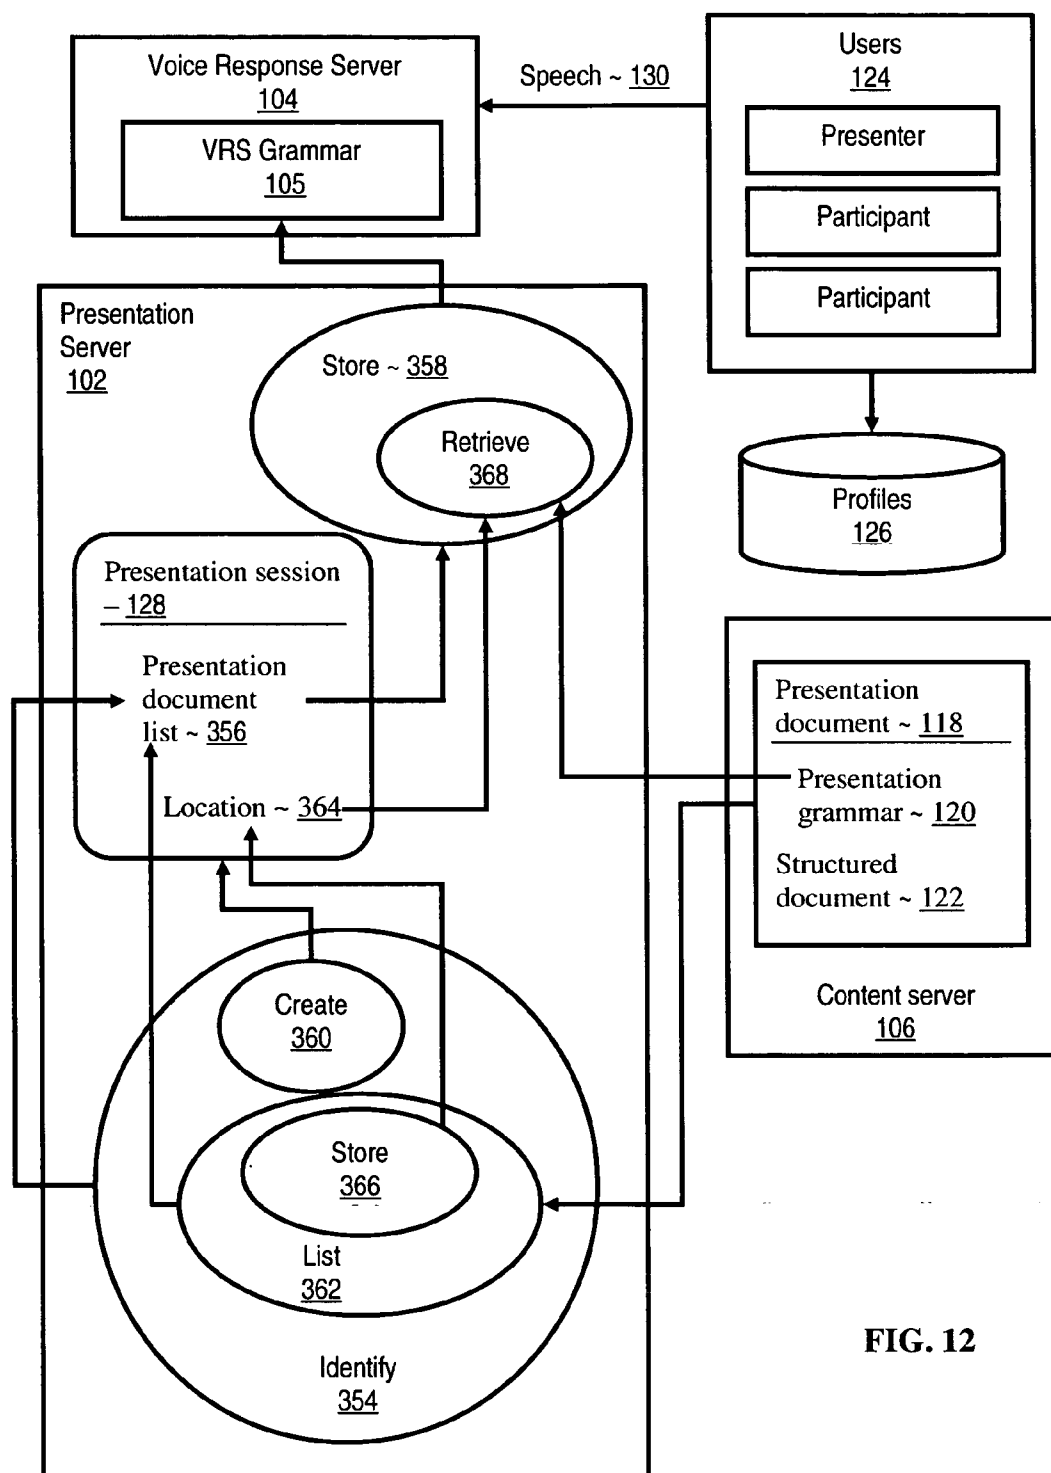 Voice Response Server
104
VRS Grammar
105
Speech ~ 130
Users
124
Presenter
Participant
Participant
Presentation
Server
102
Store ~ 358
Retrieve
368
Profiles
126
Presentation session
– 128
Presentation
document
list ~ 356
Location ~ 364
Presentation
document ~ 118
Presentation
grammar ~ 120
Structured
document ~ 122
Content server
106
Create
360
Store
366
List
362
Identify
354
FIG. 12